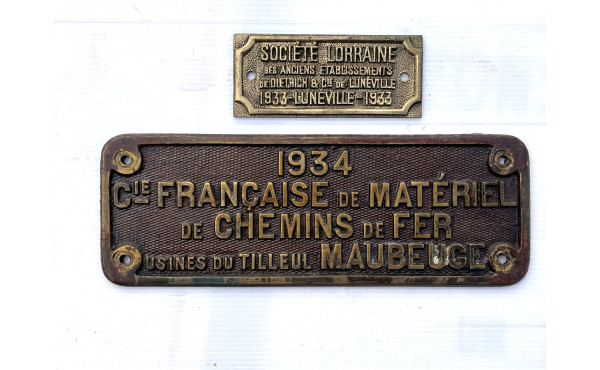 SOCIÉTÉ LORRAINE
DES ANCIENS ETABLISSEMENTS
DE DIETRICH & CIE DE LUNÉVILLE
1933-LUNÉVILLE-1933
1934
CIE FRANÇAISE DE MATÉRIEL
DE CHEMINS DE FER
USINES DU TILLEUL MAUBEUGE